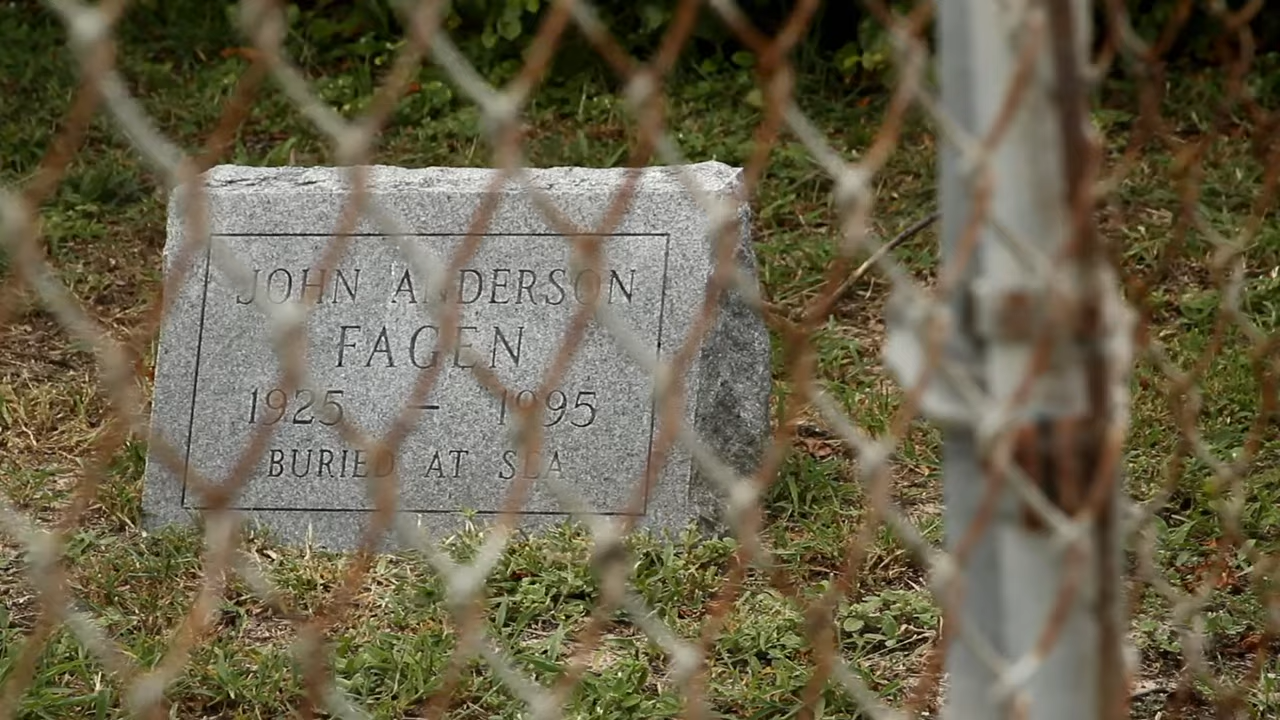 JOHN ANDERSON
FAGEN
1925 — 1995
BURIED AT SEA